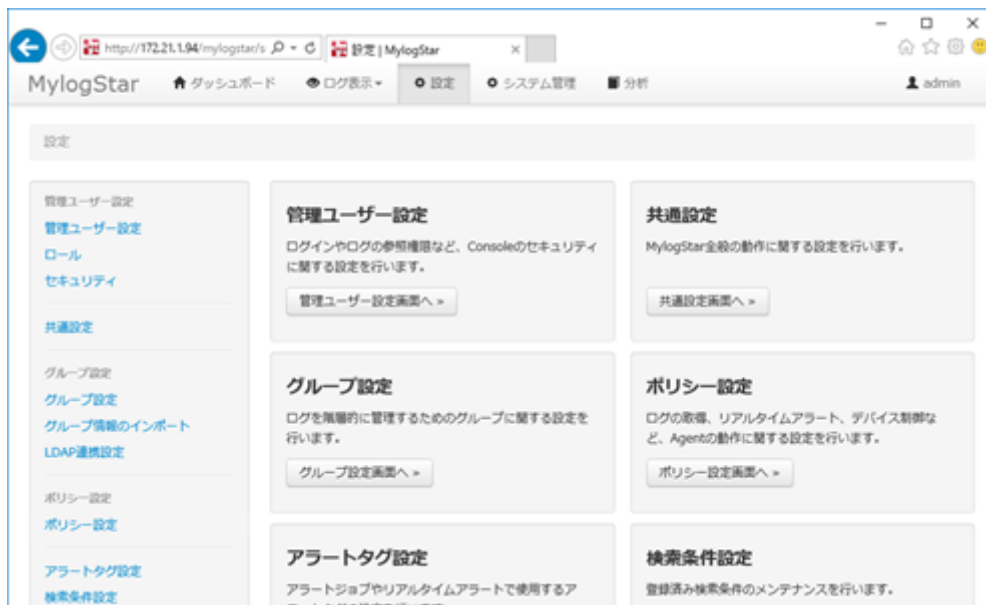 http://172.21.1.94/mylogstar/s
設定 | MylogStar
MylogStar
ダッシュボード
ログ表示
設定
システム管理
分析
admin
設定
管理ユーザー設定
管理ユーザー設定
ロール
セキュリティ
共通設定
グループ設定
グループ設定
グループ情報のインポート
LDAP連携設定
ポリシー設定
ポリシー設定
アラートタグ設定
検索条件設定
管理ユーザー設定
ログインやログの参照権限など、Consoleのセキュリティ
に関する設定を行います。
管理ユーザー設定画面へ »
共通設定
MylogStar全般の動作に関する設定を行います。
共通設定画面へ »
グループ設定
ログを階層的に管理するためのグループに関する設定を
行います。
グループ設定画面へ »
ポリシー設定
ログの取得、リアルタイムアラート、デバイス制御な
ど、Agentの動作に関する設定を行います。
ポリシー設定画面へ »
アラートタグ設定
アラートジョブやリアルタイムアラートで使用するア
検索条件設定
登録済み検索条件のメンテナンスを行います。